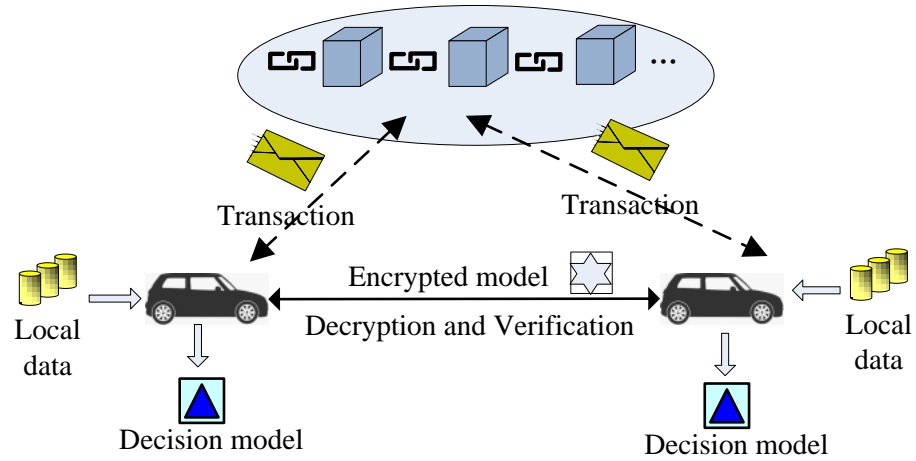 ...
Transaction
Transaction
Encrypted model
Decryption and Verification
Local
data
Local
data
Decision model
Decision model